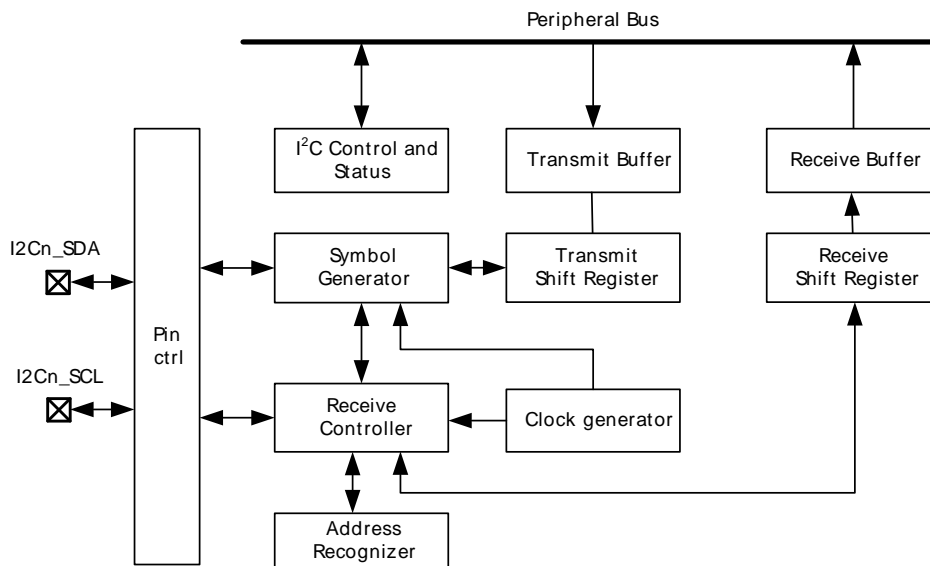 Peripheral Bus
I²C Control and
Status
Transmit Buffer
Receive Buffer
I2Cn_SDA
Symbol
Generator
Transmit
Shift Register
Receive
Shift Register
Pin
ctrl
I2Cn_SCL
Receive
Controller
Clock generator
Address
Recognizer